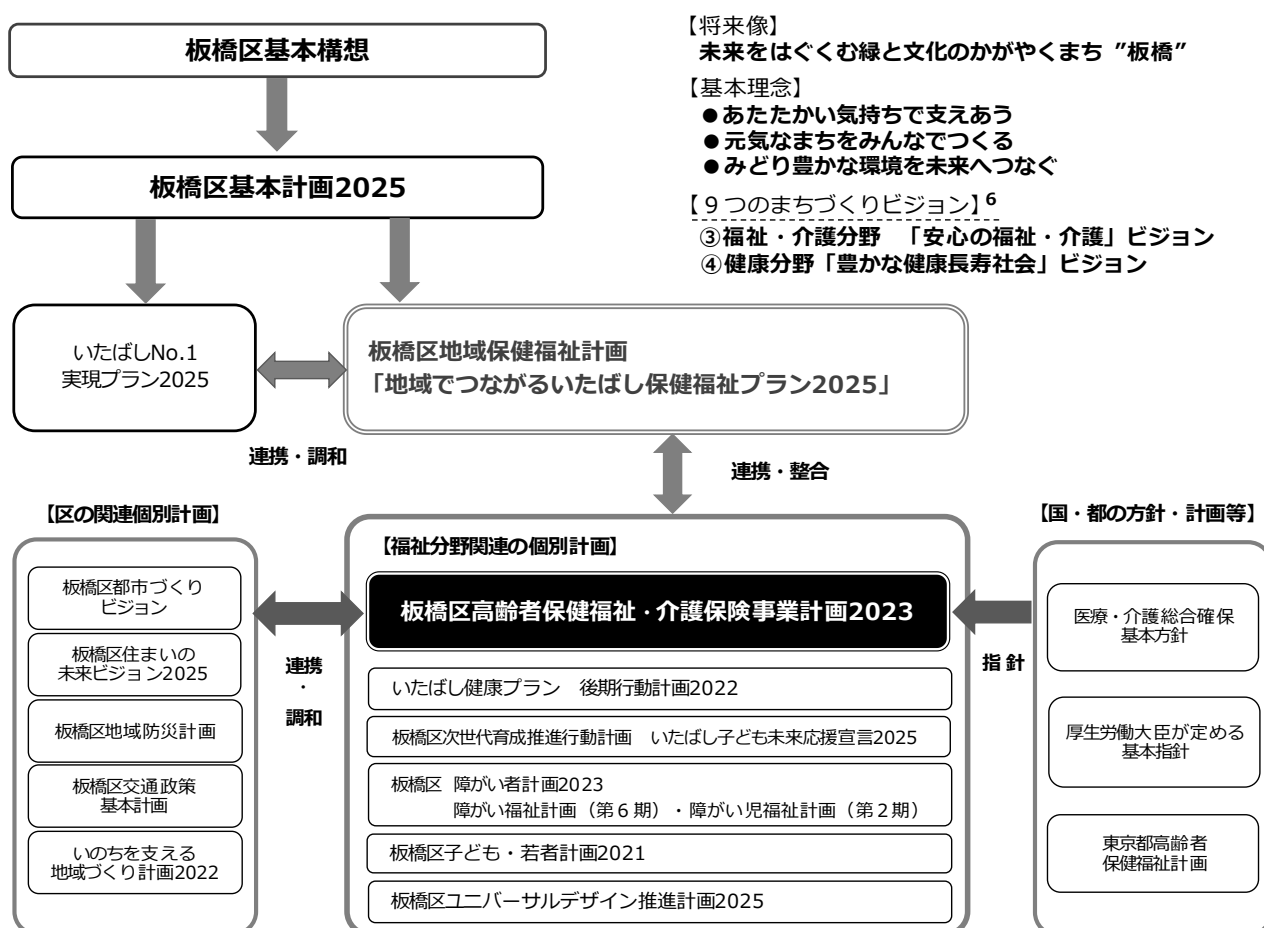 板橋区基本構想
【将来像】
未来をはぐくむ緑と文化のかがやくまち ”板橋”
【基本理念】
●あたたかい気持ちで支えあう
●元気なまちをみんなでつくる
●みどり豊かな環境を未来へつなぐ
【９つのまちづくりビジョン】6
③福祉・介護分野 「安心の福祉・介護」ビジョン
④健康分野「豊かな健康長寿社会」ビジョン
板橋区基本計画2025
いたばしNo.1
実現プラン2025
板橋区地域保健福祉計画
「地域でつながるいたばし保健福祉プラン2025」
連携・調和
連携・整合
【区の関連個別計画】
板橋区都市づくり
ビジョン
板橋区住まいの
未来ビジョン2025
板橋区地域防災計画
板橋区交通政策
基本計画
いのちを支える
地域づくり計画2022
連携
・
調和
【福祉分野関連の個別計画】
板橋区高齢者保健福祉・介護保険事業計画2023
いたばし健康プラン 後期行動計画2022
板橋区次世代育成推進行動計画 いたばし子ども未来応援宣言2025
板橋区 障がい者計画2023
障がい福祉計画（第６期）・障がい児福祉計画（第２期）
板橋区子ども・若者計画2021
板橋区ユニバーサルデザイン推進計画2025
指針
【国・都の方針・計画等】
医療・介護総合確保
基本方針
厚生労働大臣が定める
基本指針
東京都高齢者
保健福祉計画